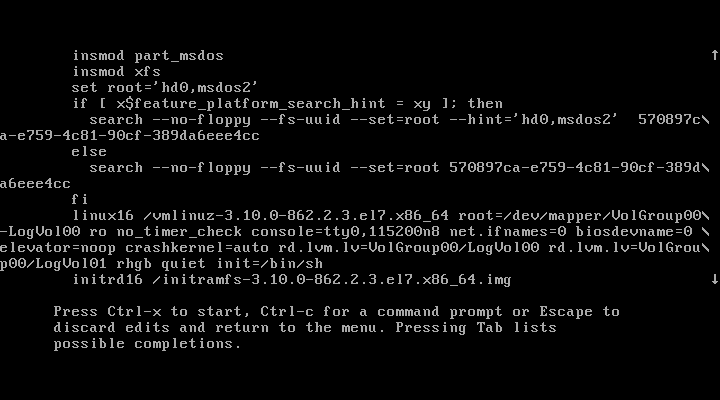 insmod part_msdos
insmod xfs
set root='hd0,msdos2'
if [ x$feature_platform_search_hint = xy ]; then
search --no-floppy --fs-uuid --set=root --hint='hd0,msdos2'  570897c\
a-e759-4c81-90cf-389da6eee4cc
else
search --no-floppy --fs-uuid --set=root 570897ca-e759-4c81-90cf-389d\
a6eee4cc
fi
linux16 /vmlinuz-3.10.0-862.2.3.el7.x86_64 root=/dev/mapper/VolGroup00\
-LogVol00 ro no_timer_check console=tty0,115200n8 net.ifnames=0 biosdevname=0 \
elevator=noop crashkernel=auto rd.lvm.lv=VolGroup00/LogVol00 rd.lvm.lv=VolGrou\
p00/LogVol01 rhgb quiet init=/bin/sh
initrd16 /initramfs-3.10.0-862.2.3.el7.x86_64.img
Press Ctrl-x to start, Ctrl-c for a command prompt or Escape to
discard edits and return to the menu. Pressing Tab lists
possible completions.